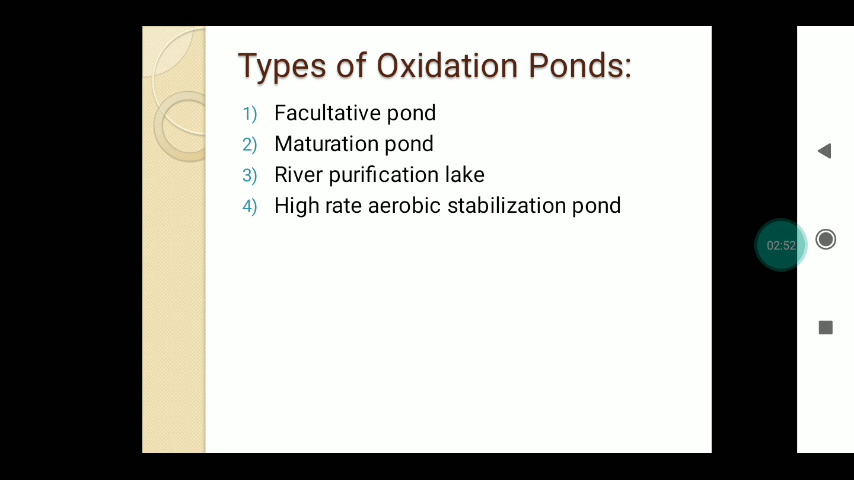 Types of Oxidation Ponds:
1) Facultative pond
2) Maturation pond
3) River purification lake
4) High rate aerobic stabilization pond
02:52